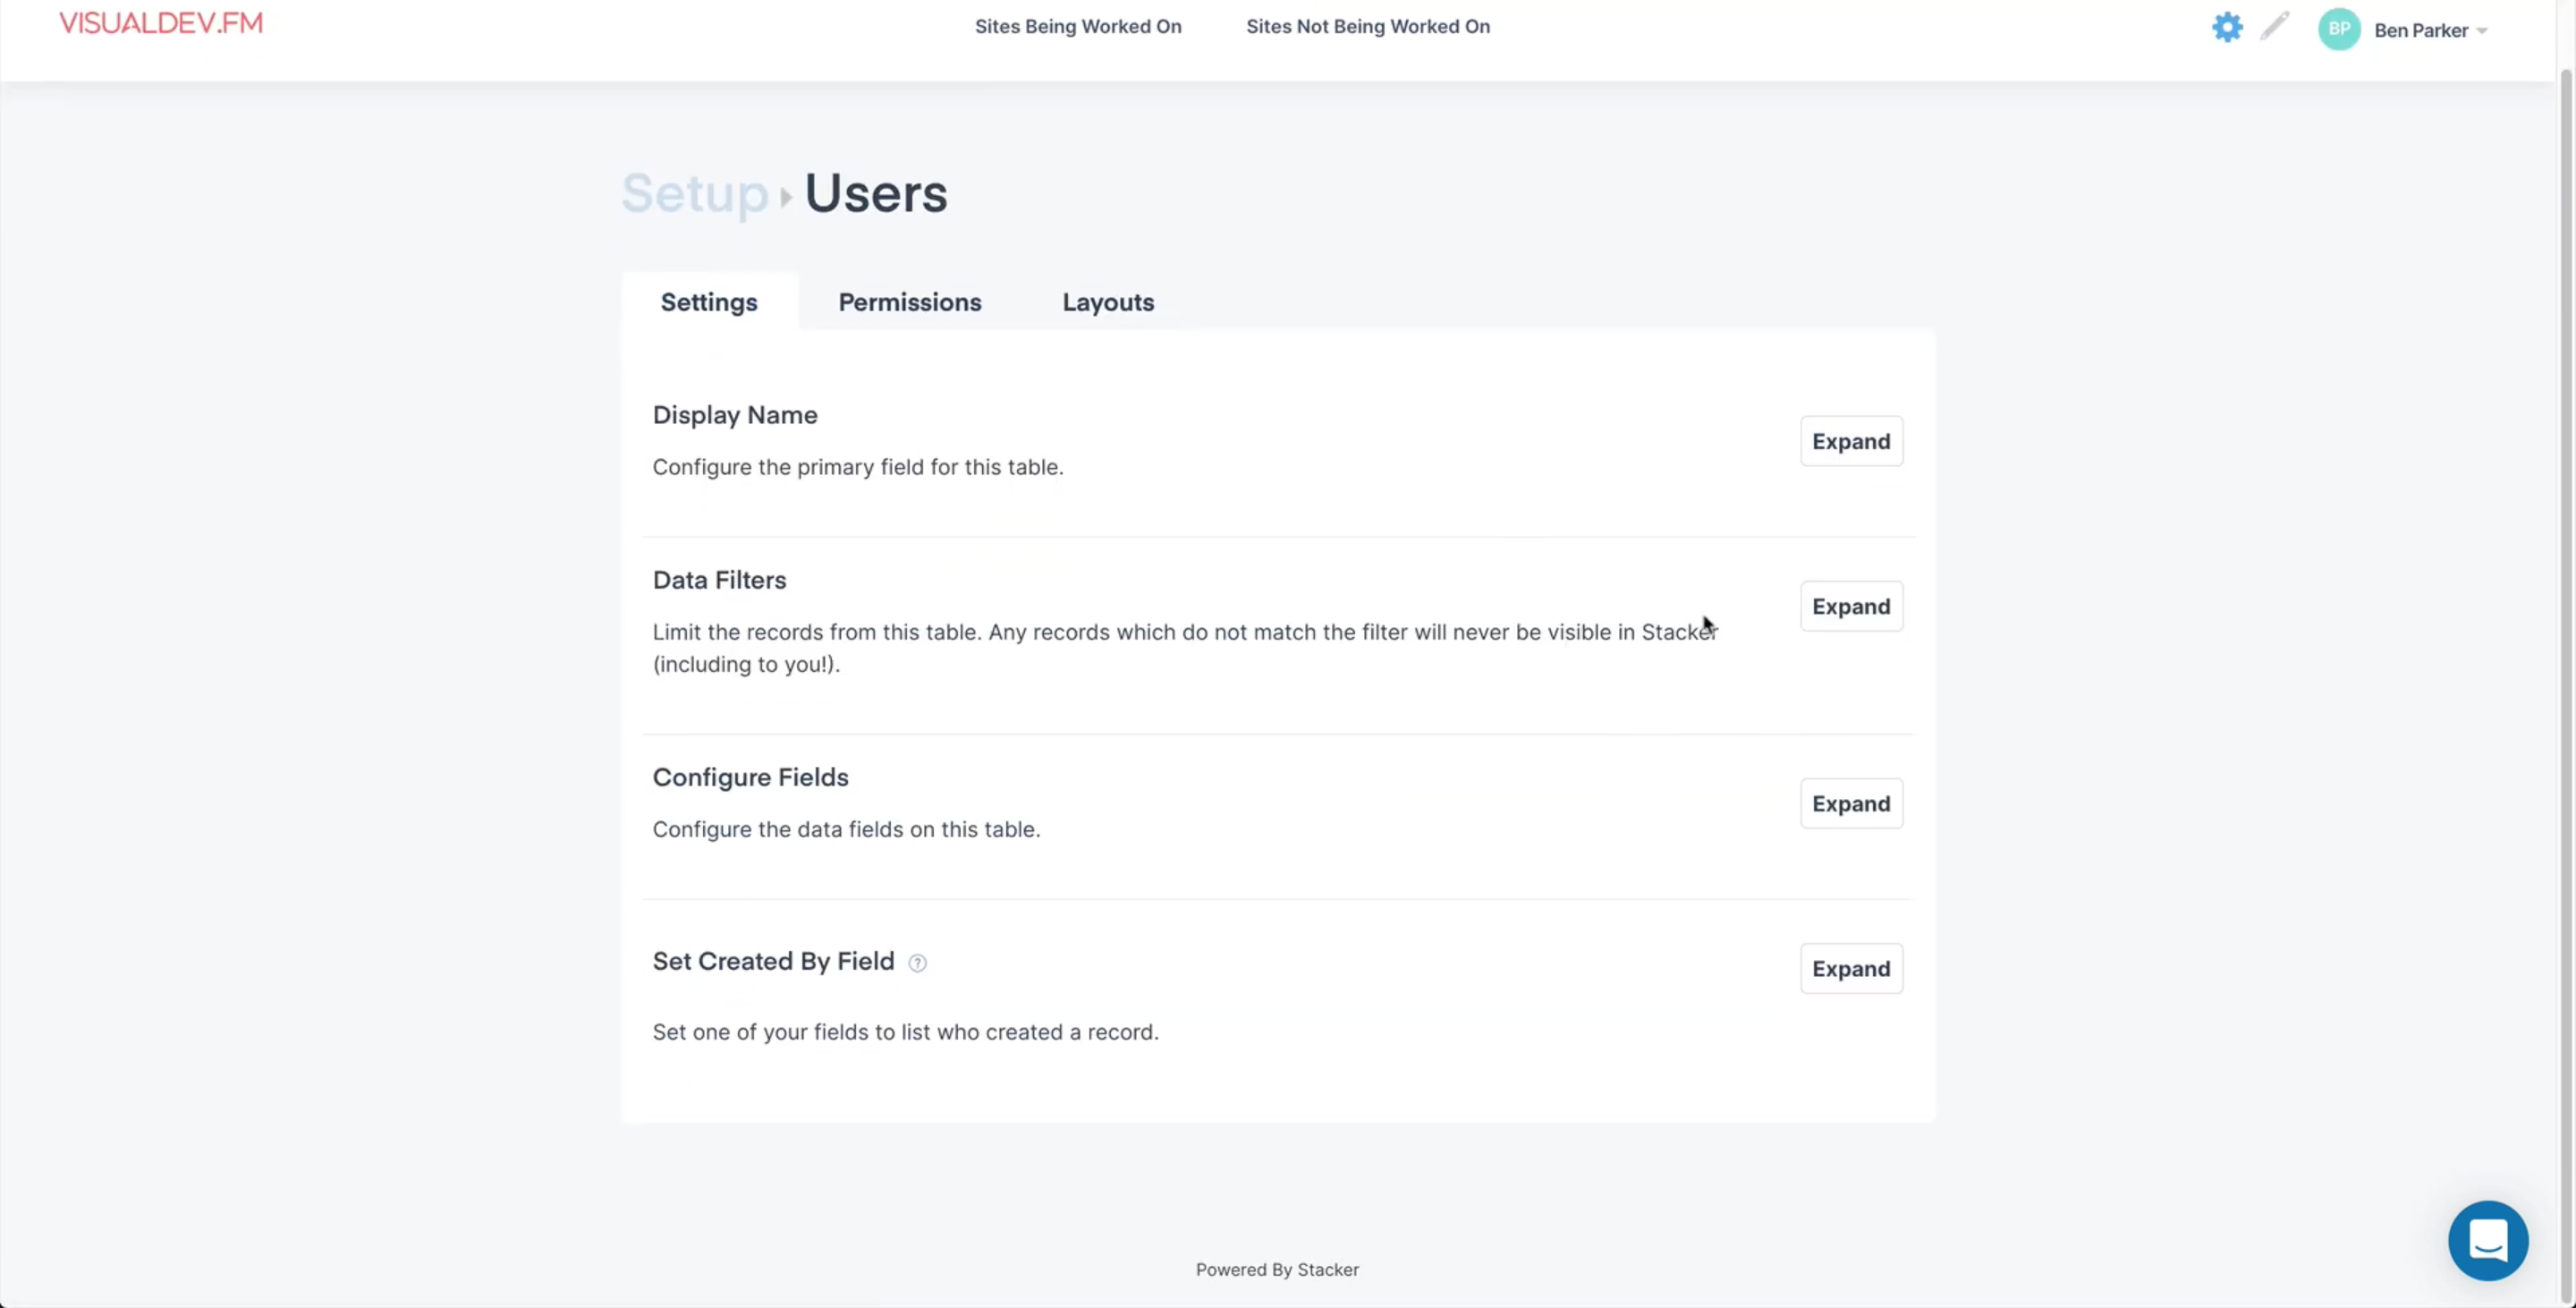 VISUALDEV.FM
Sites Being Worked On
Sites Not Being Worked On
BP
Ben Parker
Setup
Users
Settings
Permissions
Layouts
Display Name
Configure the primary field for this table.
Expand
Data Filters
Limit the records from this table. Any records which do not match the filter will never be visible in Stacker
(including to you!).
Expand
Configure Fields
Configure the data fields on this table.
Expand
Set Created By Field ?
Set one of your fields to list who created a record.
Expand
Powered By Stacker